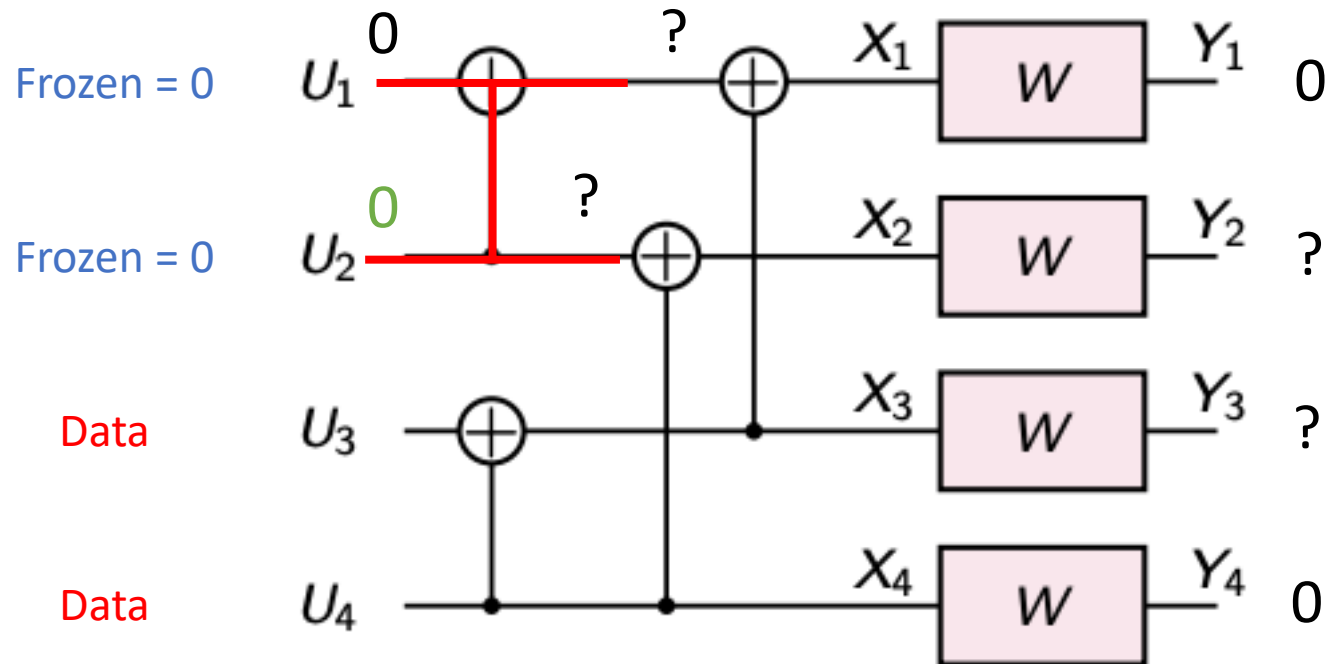 0 ?
Frozen = 0 U₁ X₁ W Y₁ 0
0 ?
Frozen = 0 U₂ X₂ W Y₂ ?
Data U₃ X₃ W Y₃ ?
Data U₄ X₄ W Y₄ 0